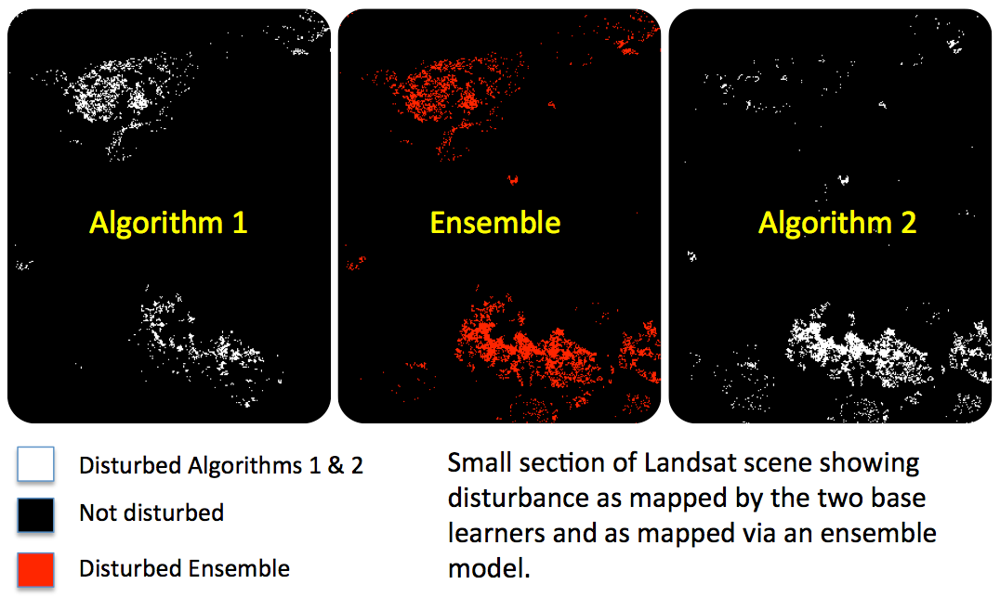 Algorithm 1
Ensemble
Algorithm 2
Disturbed Algorithms 1 & 2
Not disturbed
Disturbed Ensemble
Small section of Landsat scene showing
disturbance as mapped by the two base
learners and as mapped via an ensemble
model.